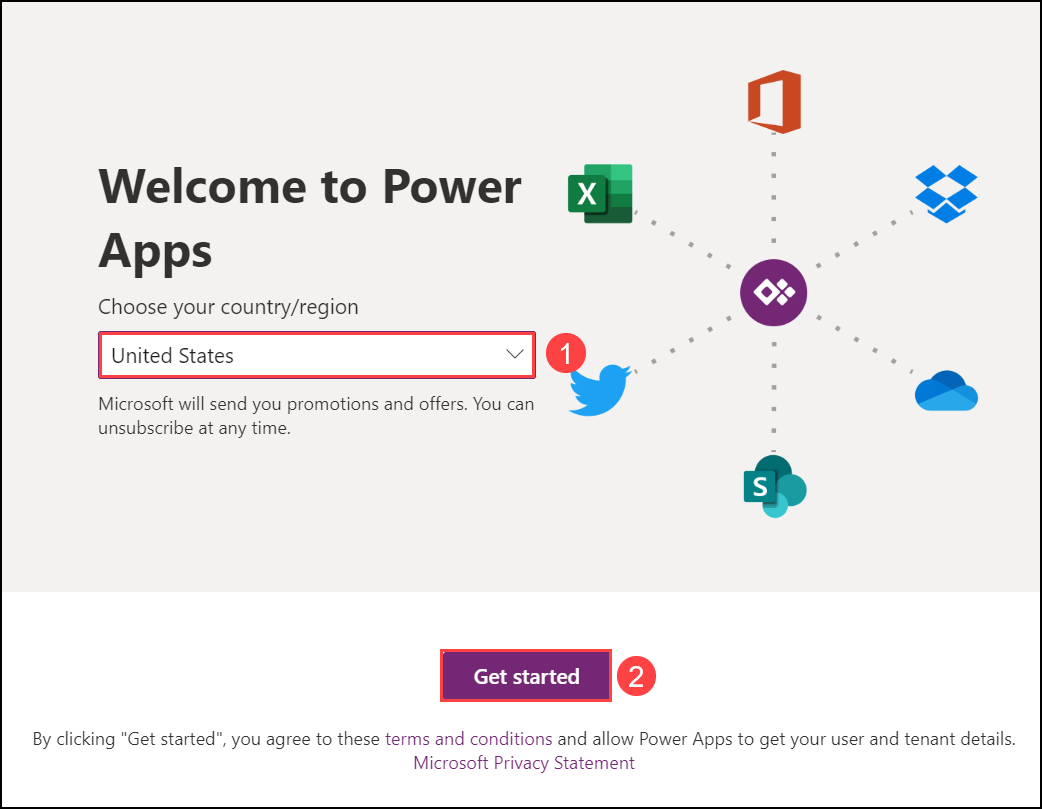 Welcome to Power
Apps
Choose your country/region
United States
1
Microsoft will send you promotions and offers. You can
unsubscribe at any time.
X
S
Get started
2
By clicking "Get started", you agree to these terms and conditions and allow Power Apps to get your user and tenant details.
Microsoft Privacy Statement